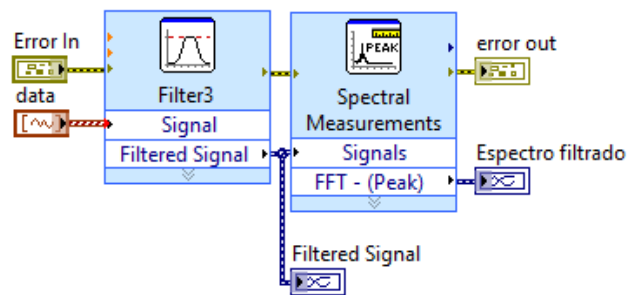 Error In
data
Filter3
Signal
Filtered Signal
PEAK
Spectral
Measurements
Signals
FFT - (Peak)
error out
Espectro filtrado
Filtered Signal